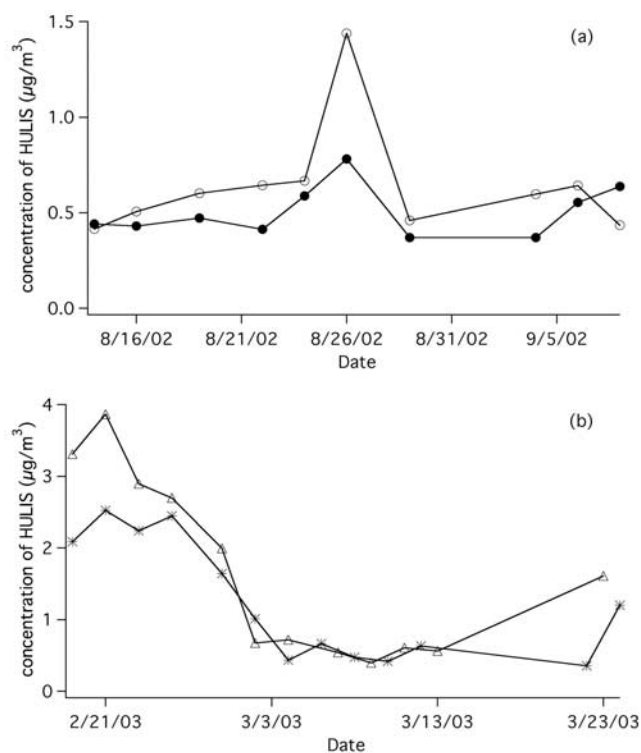 1.5
(a)
1.0
0.5
0.0
concentration of HULIS (µg/m³)
8/16/02 8/21/02 8/26/02 8/31/02 9/5/02
Date
4
(b)
3
2
1
0
concentration of HULIS (µg/m³)
2/21/03 3/3/03 3/13/03 3/23/03
Date